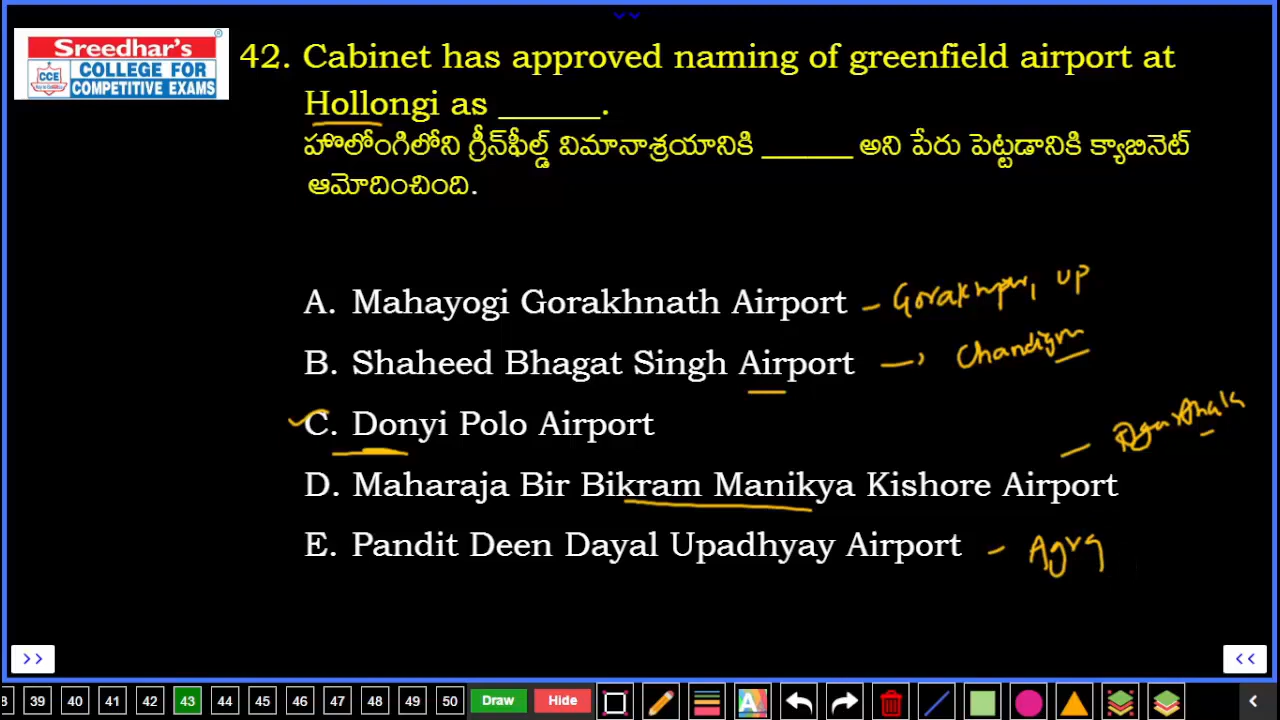 Sreedhar's
CCE
COLLEGE FOR
COMPETITIVE EXAMS
42. Cabinet has approved naming of greenfield airport at
Hollongi as ______.
హొలోంగిలోని గ్రీన్‌ఫీల్డ్ విమానాశ్రయానికి ______ అని పేరు పెట్టడానికి క్యాబినెట్
ఆమోదించింది.
A. Mahayogi Gorakhnath Airport - Gorakhpur, UP
B. Shaheed Bhagat Singh Airport
C. Donyi Polo Airport
D. Maharaja Bir Bikram Manikya Kishore Airport
E. Pandit Deen Dayal Upadhyay Airport - Agra
>> <<
39 40 41 42 43 44 45 46 47 48 49 50 Draw Hide